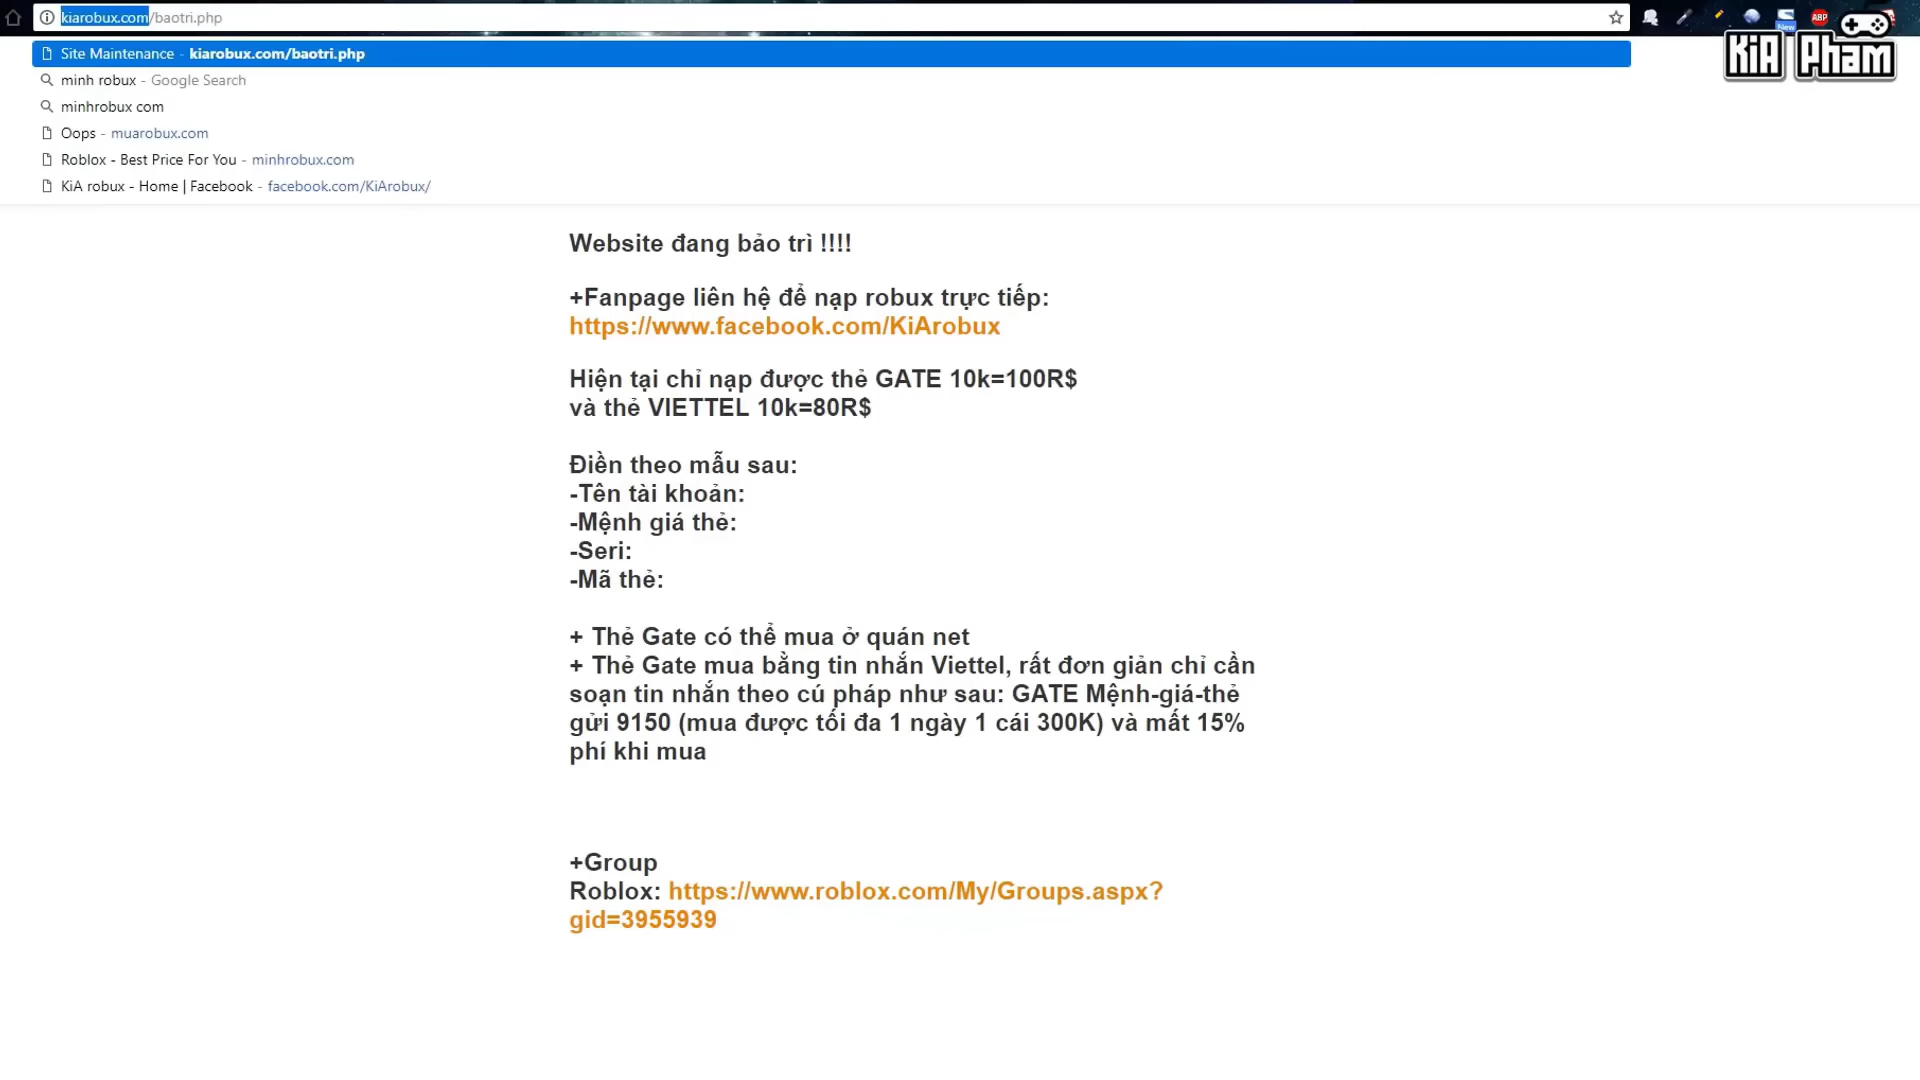 kiarobux.com/baotri.php
Site Maintenance - kiarobux.com/baotri.php
minh robux - Google Search
minhrobux com
Oops - muarobux.com
Roblox - Best Price For You - minhrobux.com
KiA robux - Home | Facebook - facebook.com/KiArobux/
New
ABP
KiA Pham
Website đang bảo trì !!!!
+Fanpage liên hệ để nạp robux trực tiếp:
https://www.facebook.com/KiArobux
Hiện tại chỉ nạp được thẻ GATE 10k=100R$
và thẻ VIETTEL 10k=80R$
Điền theo mẫu sau:
-Tên tài khoản:
-Mệnh giá thẻ:
-Seri:
-Mã thẻ:
+ Thẻ Gate có thể mua ở quán net
+ Thẻ Gate mua bằng tin nhắn Viettel, rất đơn giản chỉ cần
soạn tin nhắn theo cú pháp như sau: GATE Mệnh-giá-thẻ
gửi 9150 (mua được tối đa 1 ngày 1 cái 300K) và mất 15%
phí khi mua
+Group
Roblox: https://www.roblox.com/My/Groups.aspx?
gid=3955939